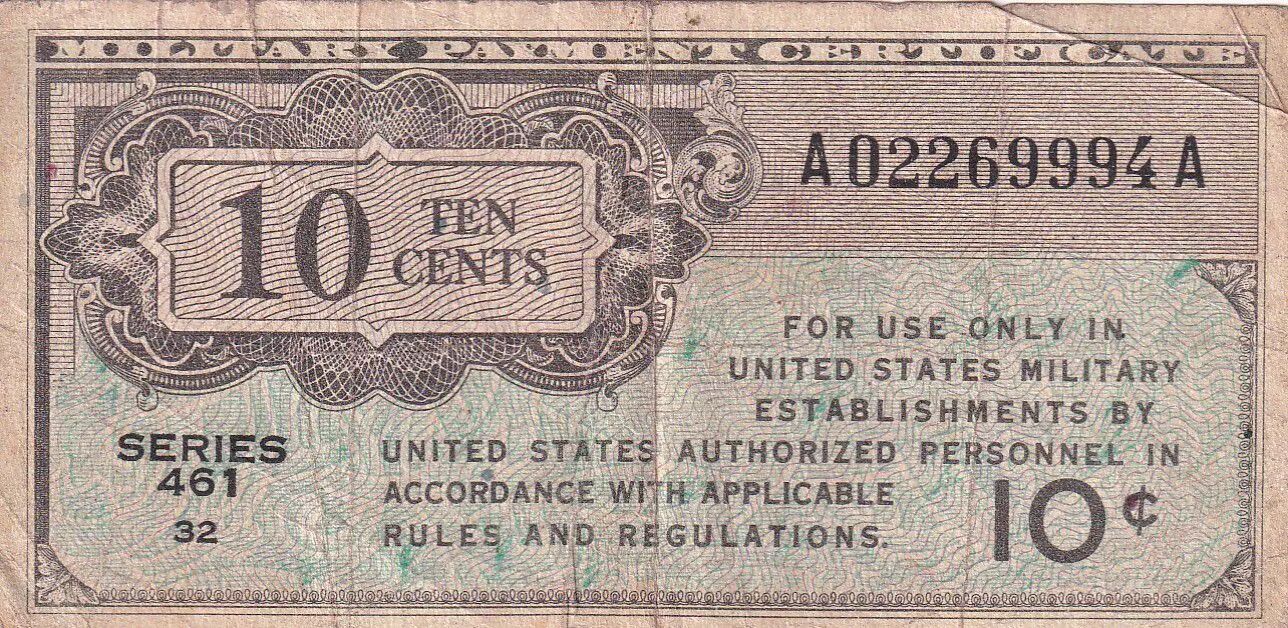 MILITARY PAYMENT CERTIFICATE
A02269994A
10 TEN
CENTS
FOR USE ONLY IN
UNITED STATES MILITARY
ESTABLISHMENTS BY
UNITED STATES AUTHORIZED PERSONNEL IN
ACCORDANCE WITH APPLICABLE
RULES AND REGULATIONS.
SERIES
461
32
10¢